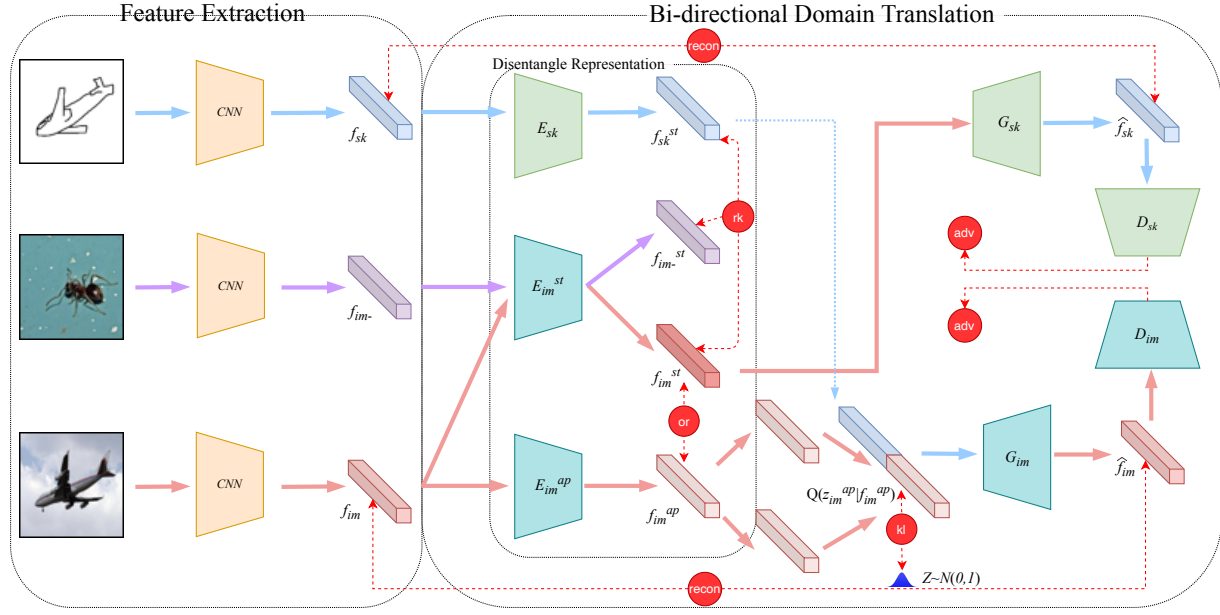 Feature Extraction
Bi-directional Domain Translation
recon
Disentangle Representation
CNN
f_sk
E_sk
f_sk^st
G_sk
f̂_sk
rk
D_sk
adv
CNN
f_im-
E_im^st
f_im-^st
adv
D_im
f_im^st
or
CNN
f_im
E_im^ap
f_im^ap
Q(z_im^ap|f_im^ap)
G_im
f̂_im
kl
Z~N(0,1)
recon